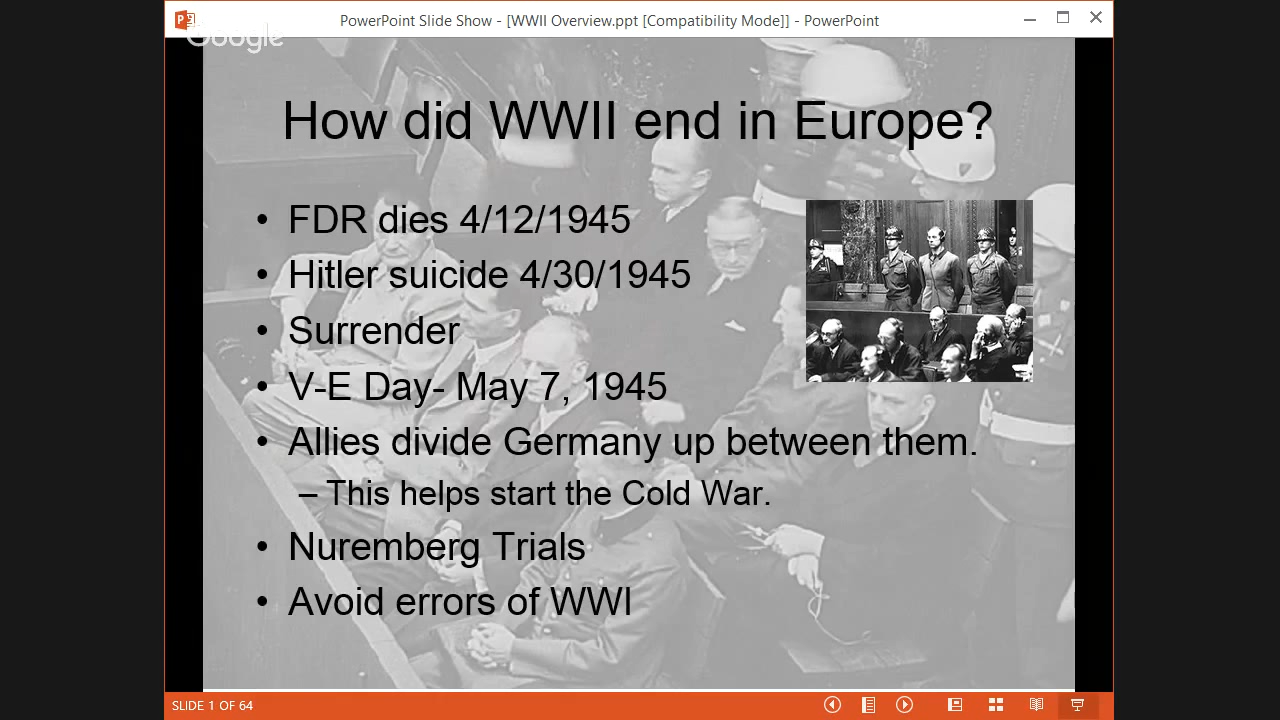 PowerPoint Slide Show - [WWII Overview.ppt [Compatibility Mode]] - PowerPoint
Google
How did WWII end in Europe?
• FDR dies 4/12/1945
• Hitler suicide 4/30/1945
• Surrender
• V-E Day- May 7, 1945
• Allies divide Germany up between them.
– This helps start the Cold War.
• Nuremberg Trials
• Avoid errors of WWI
SLIDE 1 OF 64